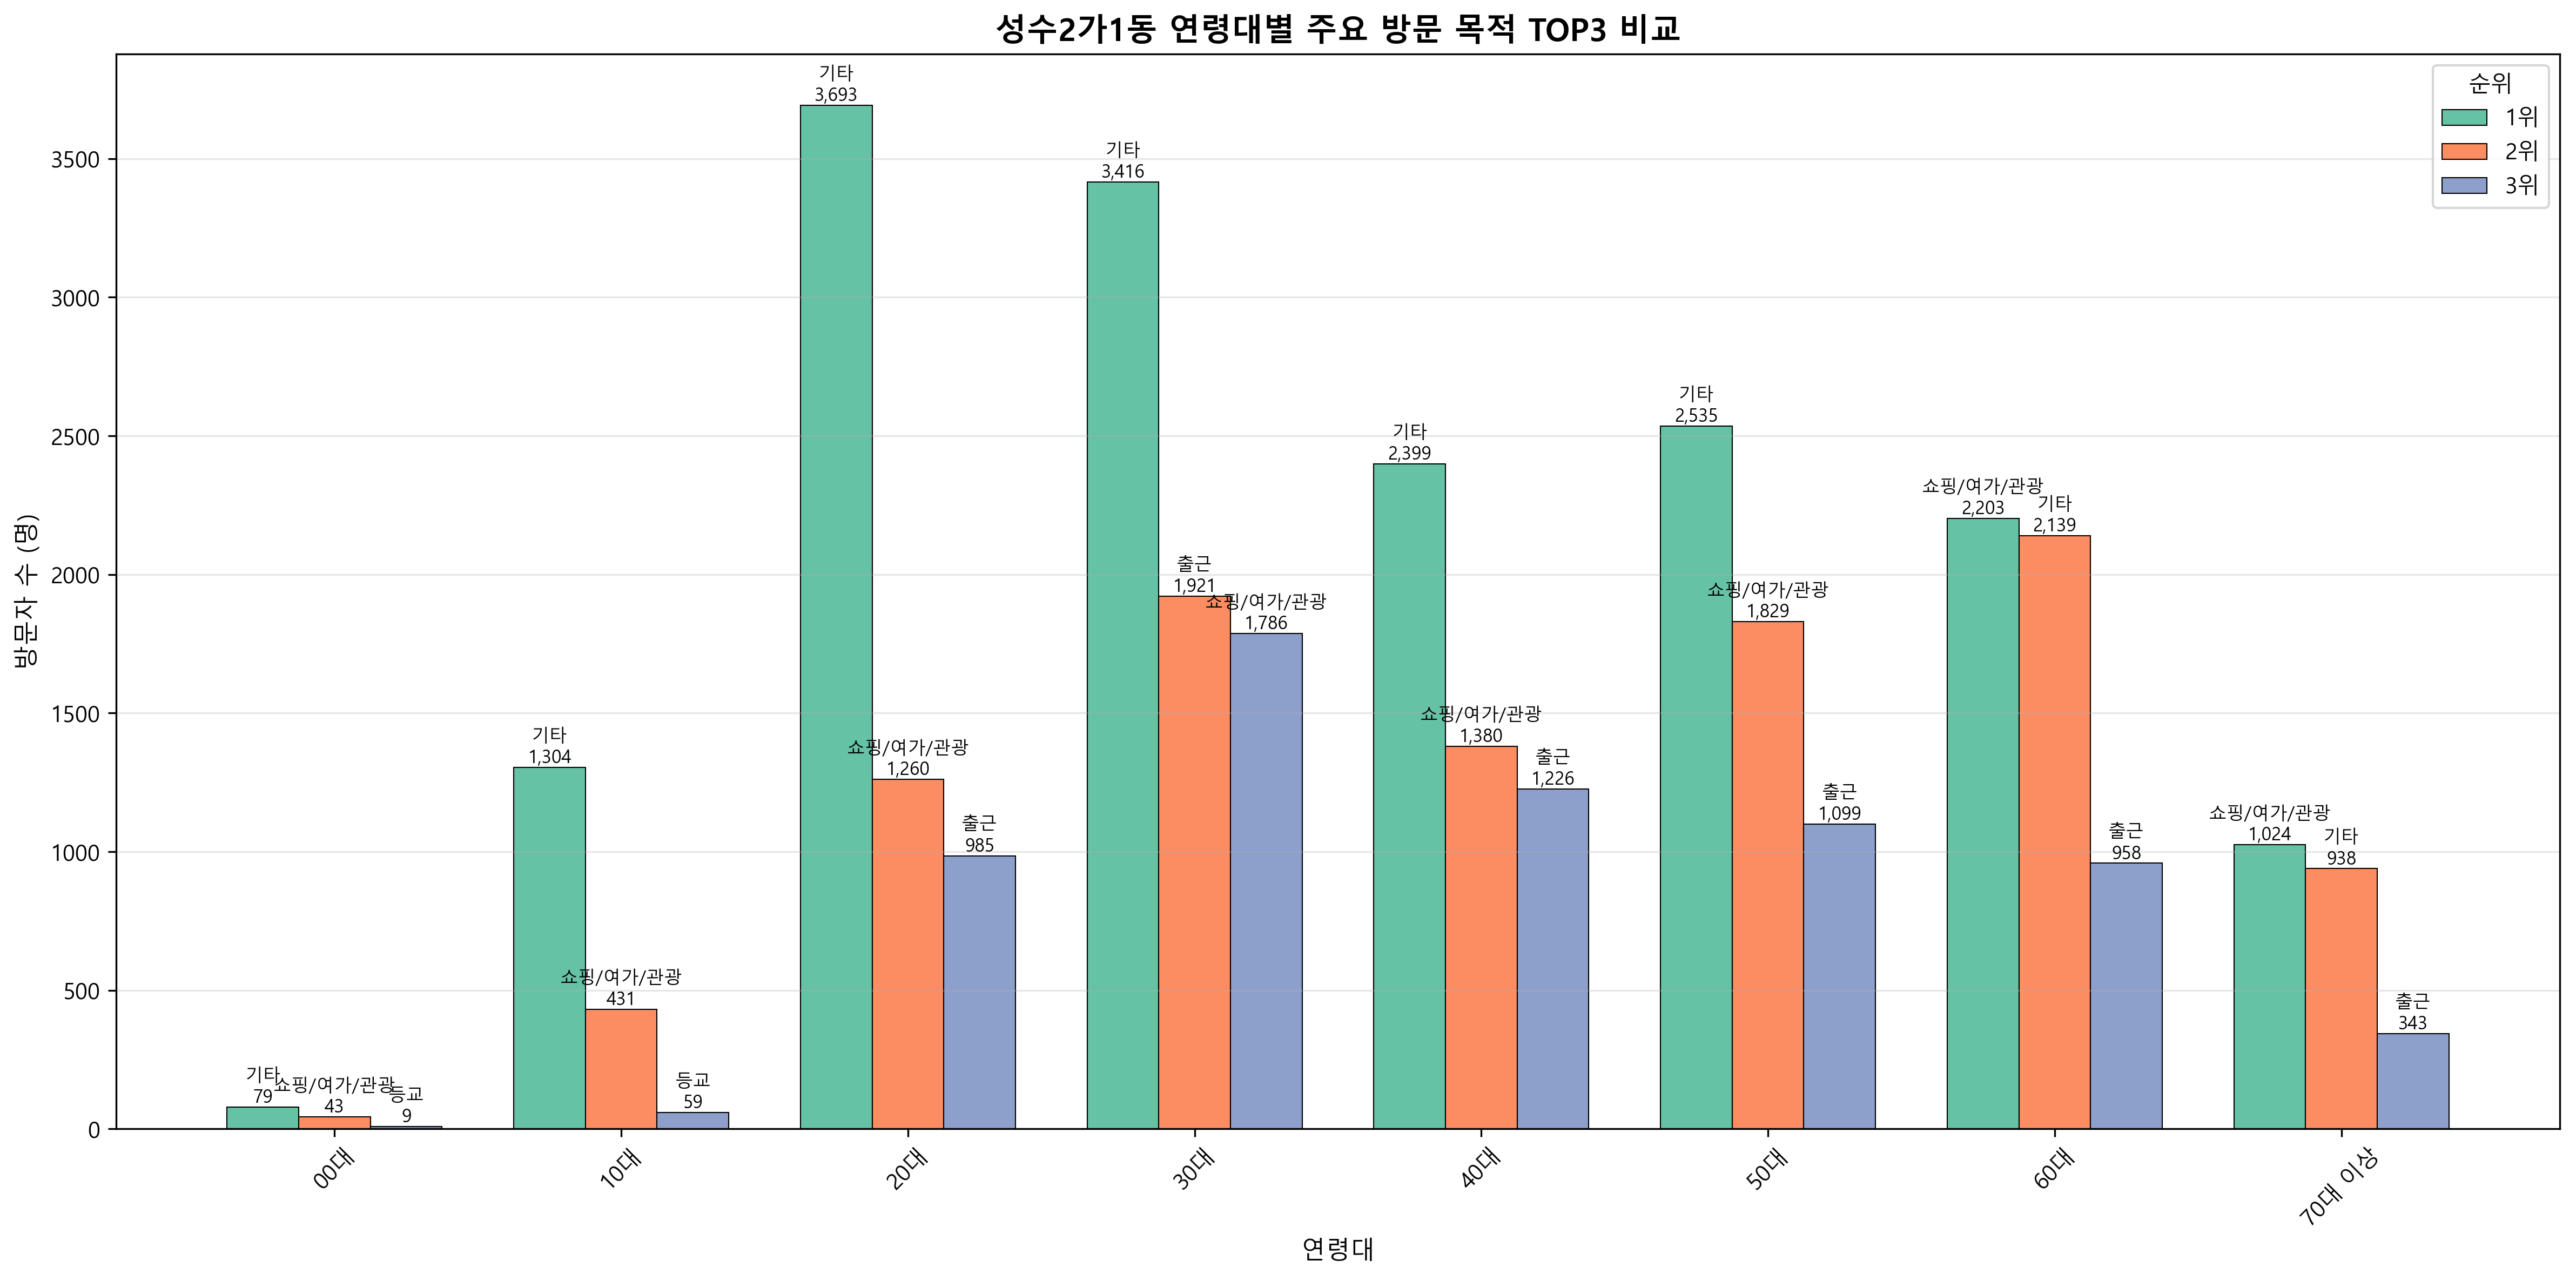 성수2가1동 연령대별 주요 방문 목적 TOP3 비교
순위
1위
2위
3위
방문자 수 (명)
3500
3000
2500
2000
1500
1000
500
0
기타
79
쇼핑/여가/관광
43
등교
9
기타
1,304
쇼핑/여가/관광
431
등교
59
기타
3,693
쇼핑/여가/관광
1,260
출근
985
기타
3,416
출근
1,921
쇼핑/여가/관광
1,786
기타
2,399
쇼핑/여가/관광
1,380
출근
1,226
기타
2,535
쇼핑/여가/관광
1,829
출근
1,099
쇼핑/여가/관광
2,203
기타
2,139
출근
958
쇼핑/여가/관광
1,024
기타
938
출근
343
00대
10대
20대
30대
40대
50대
60대
70대 이상
연령대